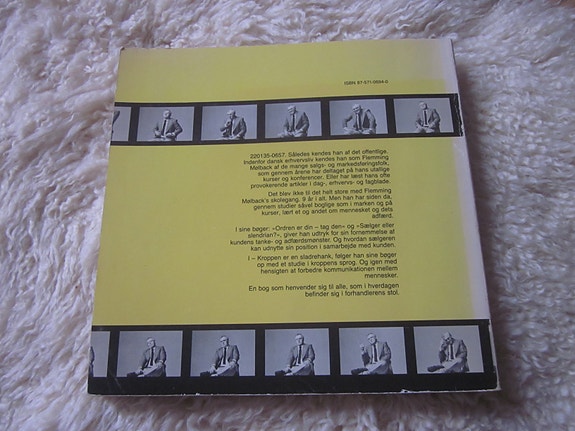 ISBN 87-571-0684-0
220135-0657. Således kendes han af det offentlige.
Indenfor dansk erhvervsliv kendes han som Flemming
Mølback af de mange salgs- og markedsføringsfolk,
som gennem årene har deltaget på hans utallige
kurser og konferencer. Eller har læst hans ofte
provokerende artikler i dag-, erhvervs- og fagblade.
Det blev ikke til det helt store med Flemming
Mølback's skolegang. 9 år i alt. Men han har siden da,
gennem studier såvel boglige som i marken og på
kurser, lært et og andet om mennesket og dets
adfærd.
I sine bøger: »Ordren er din – tag den« og »Sælger eller
slendrian?«, giver han udtryk for sin fornemmelse af
kundens tanke- og adfærdsmønster. Og hvordan sælgeren
kan udnytte sin position i samarbejde med kunden.
I – Kroppen er en sladrehank, følger han sine bøger
op med et studie i kroppens sprog. Og igen med
hensigten at forbedre kommunikationen mellem
mennesker.
En bog som henvender sig til alle, som i hverdagen
befinder sig i forhandlerens stol.